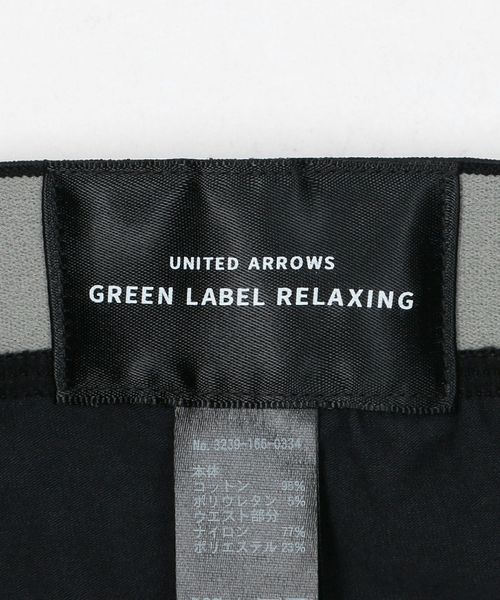 UNITED ARROWS
GREEN LABEL RELAXING
No. 3239-166-0334
本体
コットン 95%
ポリウレタン 5%
ウエスト部分
ナイロン 77%
ポリエステル 23%